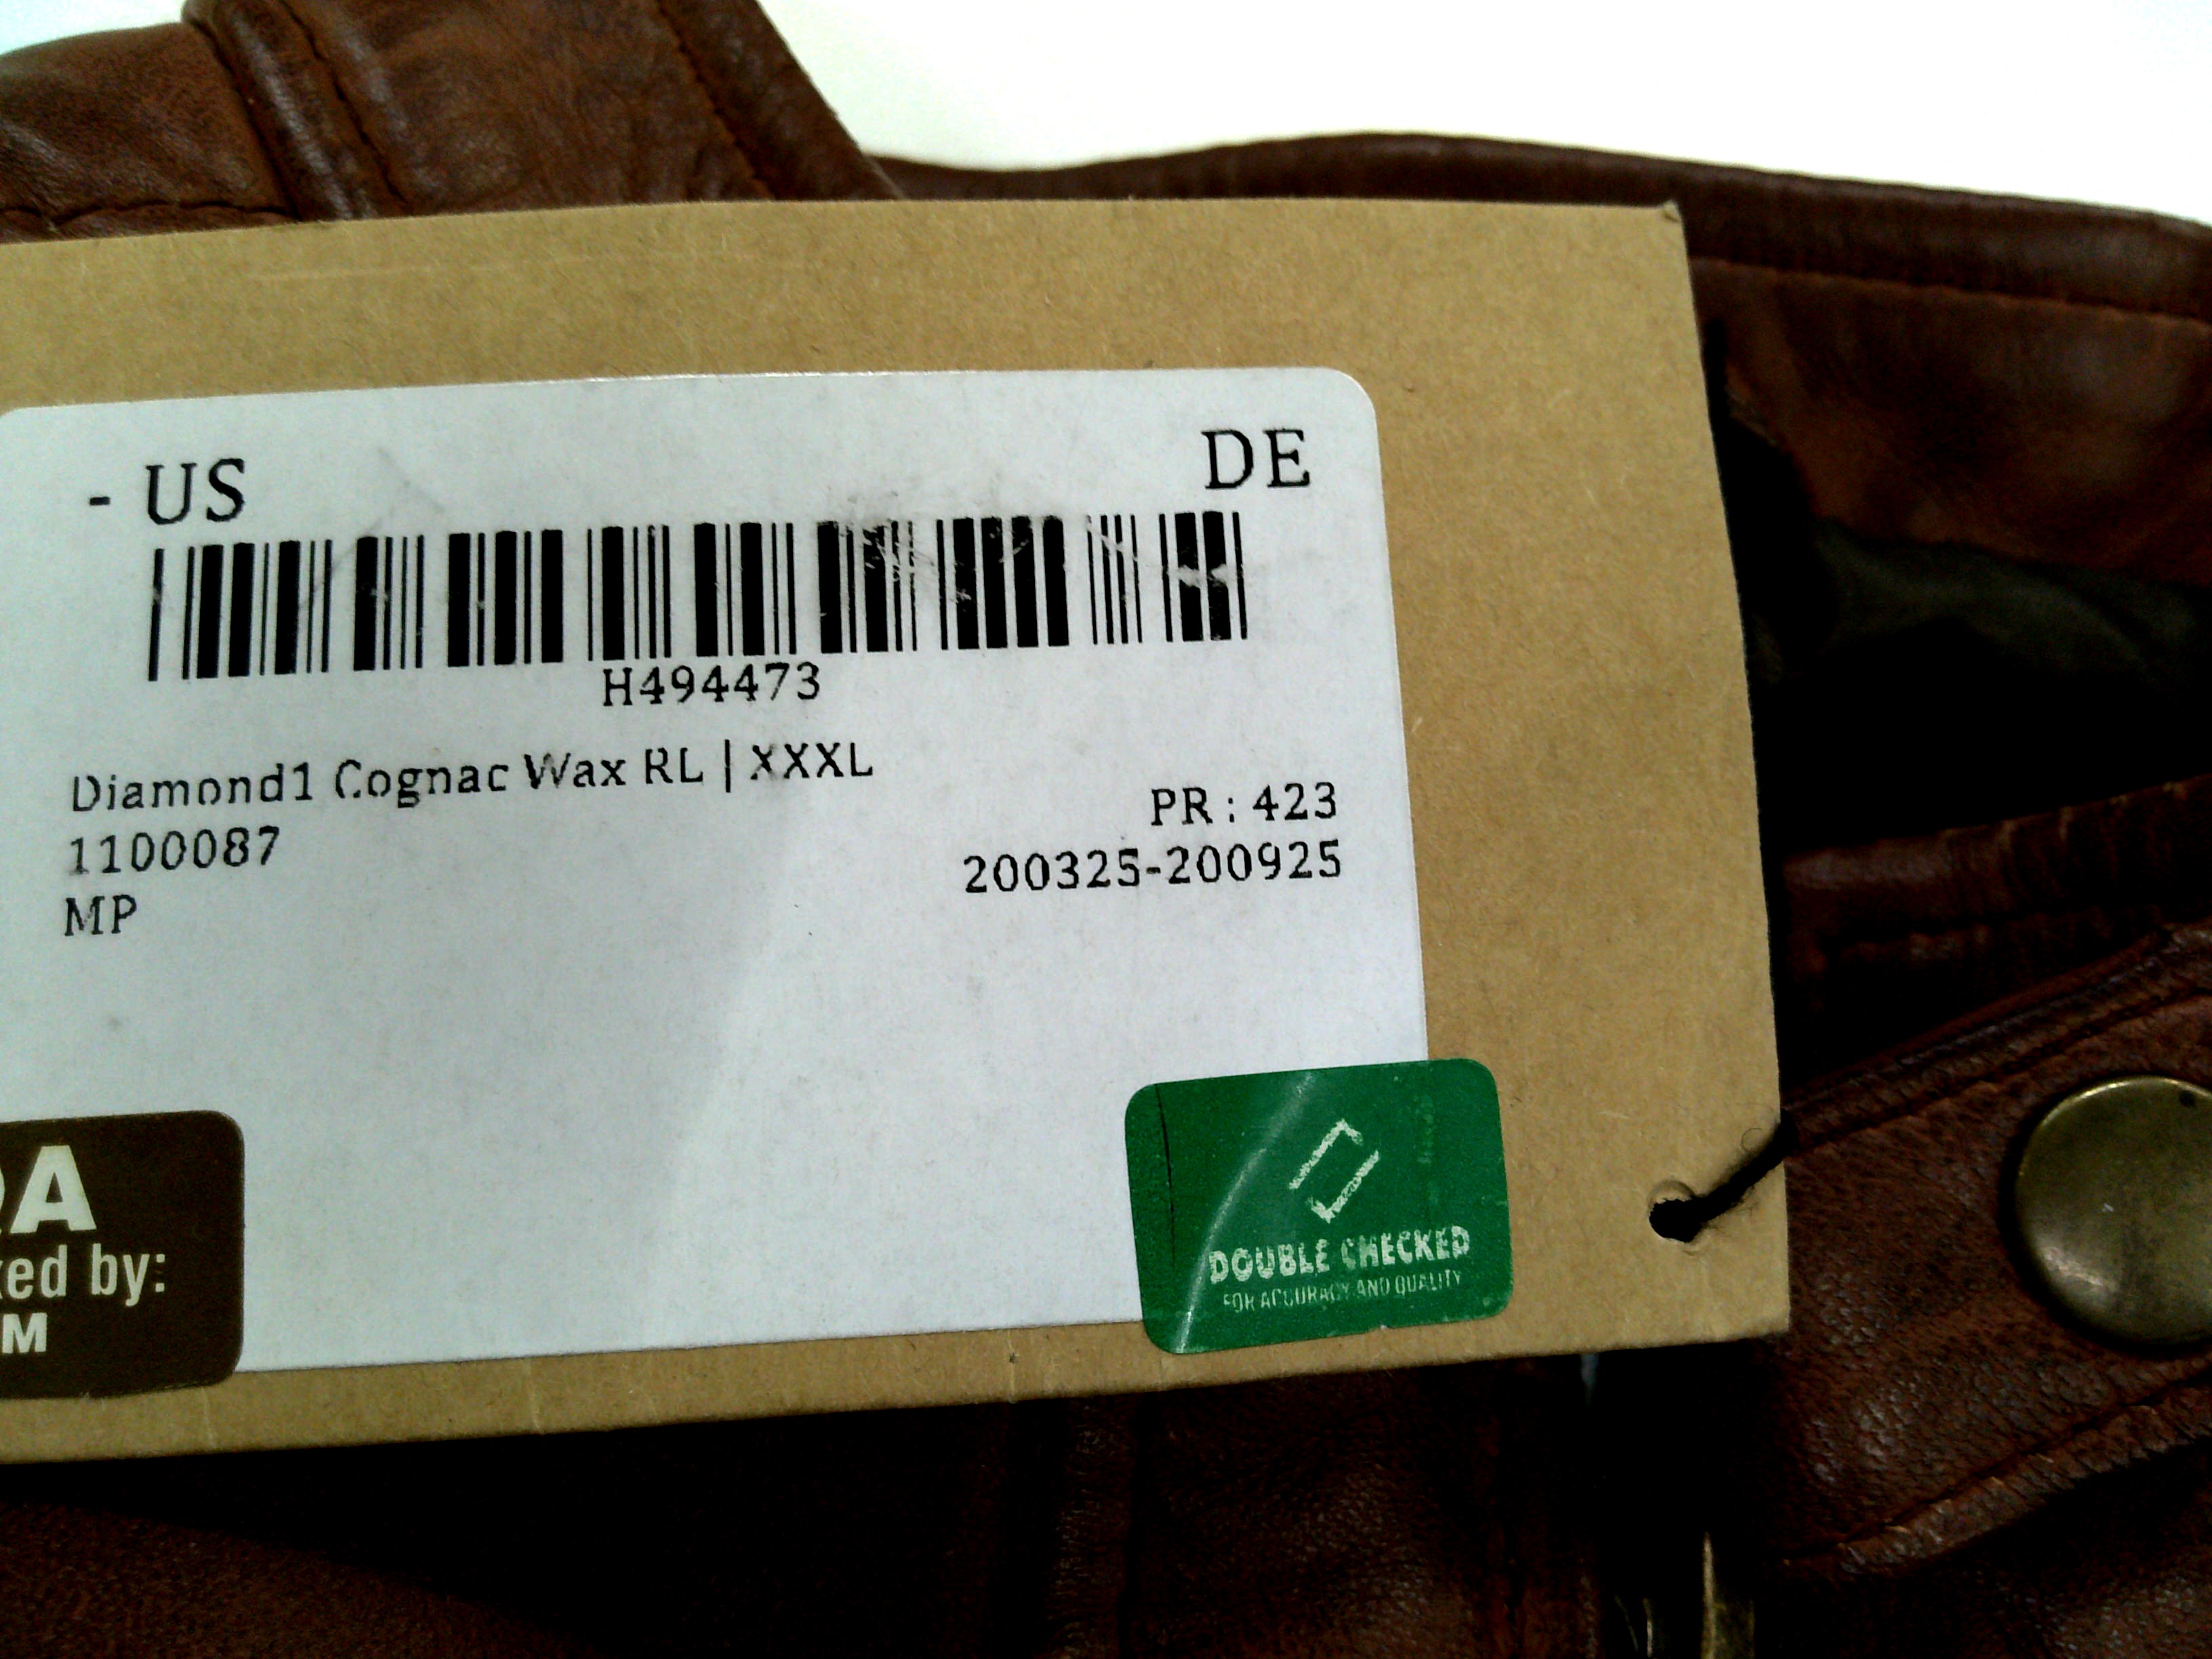 - US DE
H494473
Diamond1 Cognac Wax RL | XXXL
PR : 423
1100087
200325-200925
MP
QA
ked by:
M
DOUBLE CHECKED
FOR ACCURACY AND QUALITY